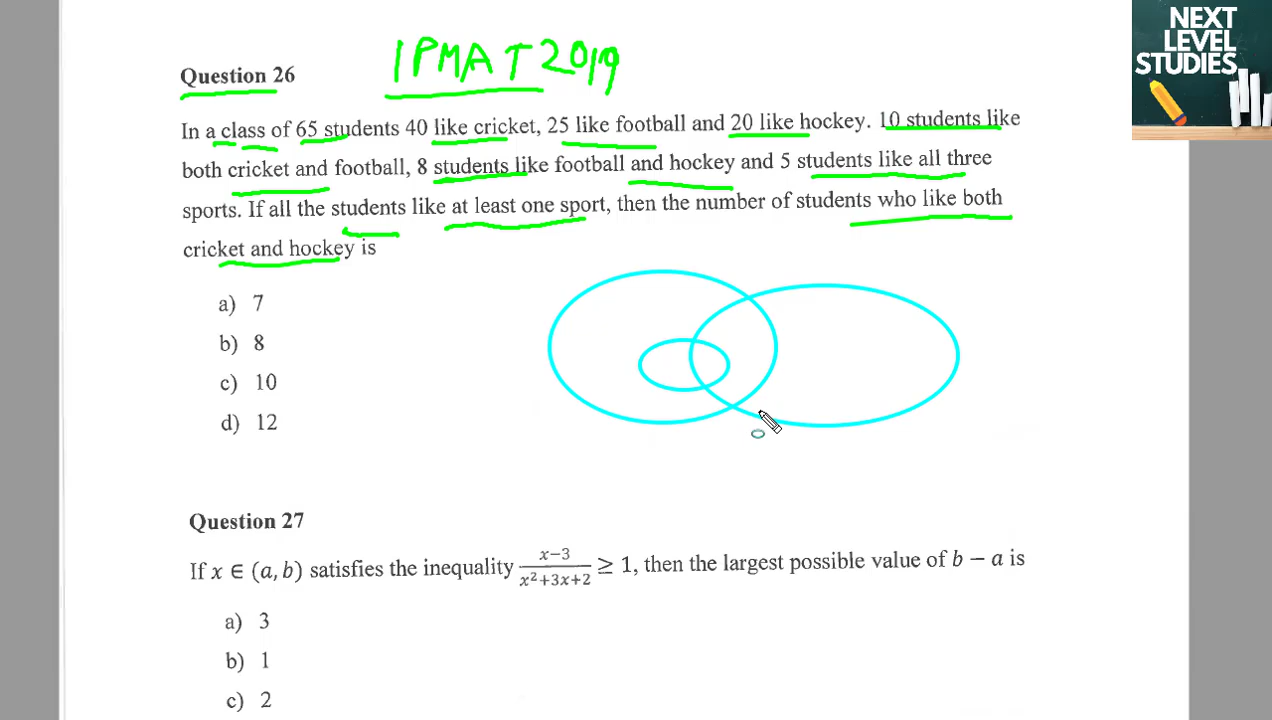 NEXT
LEVEL
STUDIES
IPMAT 2019
Question 26
In a class of 65 students 40 like cricket, 25 like football and 20 like hockey. 10 students like
both cricket and football, 8 students like football and hockey and 5 students like all three
sports. If all the students like at least one sport, then the number of students who like both
cricket and hockey is
a) 7
b) 8
c) 10
d) 12
Question 27
If x ∈ (a, b) satisfies the inequality (x−3)/(x²+3x+2) ≥ 1, then the largest possible value of b − a is
a) 3
b) 1
c) 2